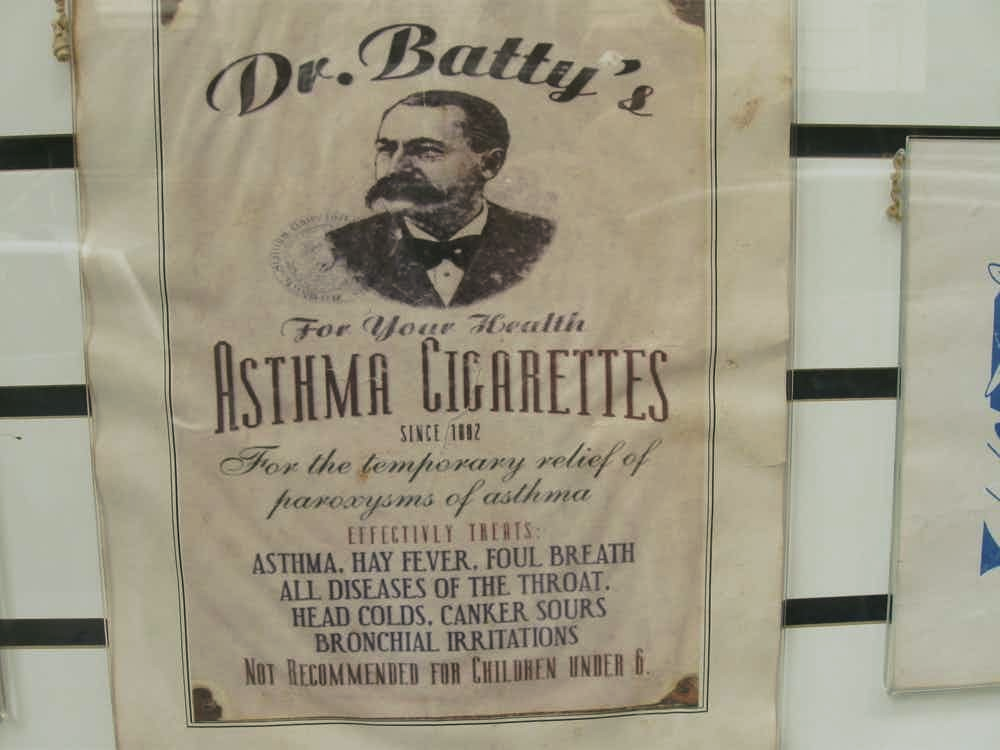 Dr. Batty's
For Your Health
ASTHMA CIGARETTES
SINCE 1882
For the temporary relief of
paroxysms of asthma
EFFECTIVLY TREATS:
ASTHMA, HAY FEVER, FOUL BREATH
ALL DISEASES OF THE THROAT,
HEAD COLDS, CANKER SOURS
BRONCHIAL IRRITATIONS
NOT RECOMMENDED FOR CHILDREN UNDER 6.